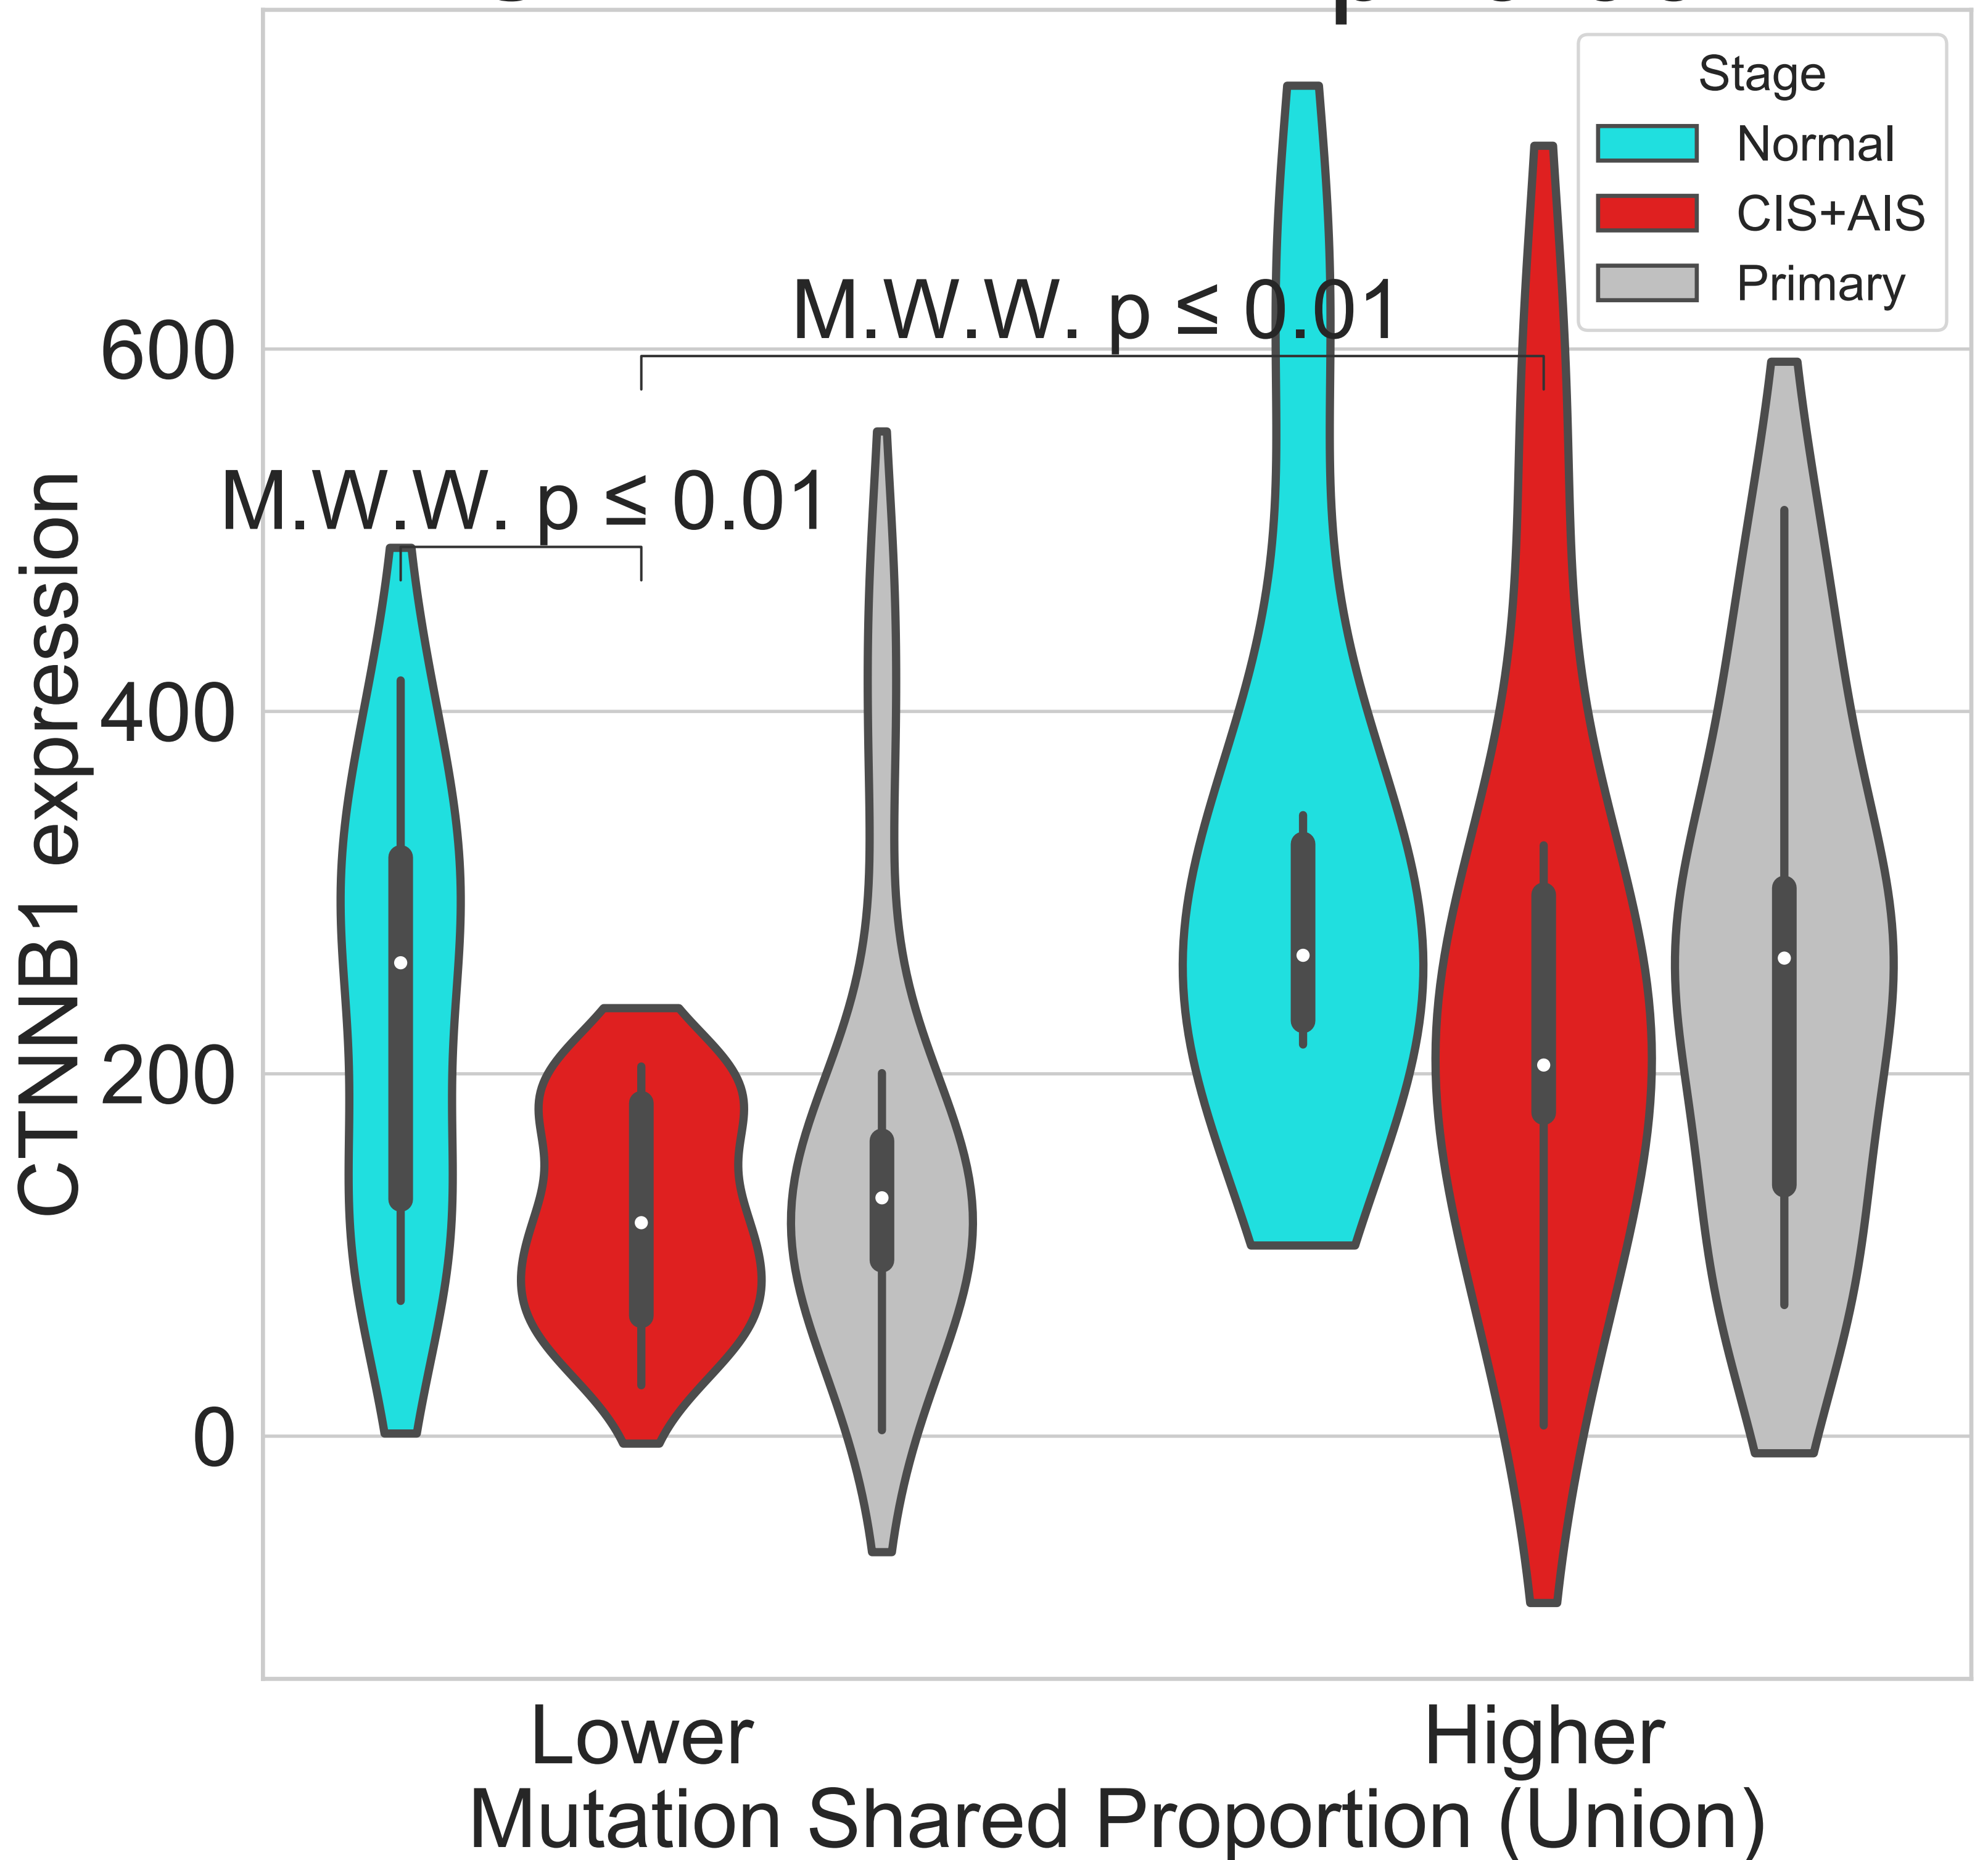 Stage
Normal
CIS+AIS
Primary
M.W.W. p ≤ 0.01
M.W.W. p ≤ 0.01
600
400
200
0
CTNNB1 expression
Lower
Higher
Mutation Shared Proportion (Union)